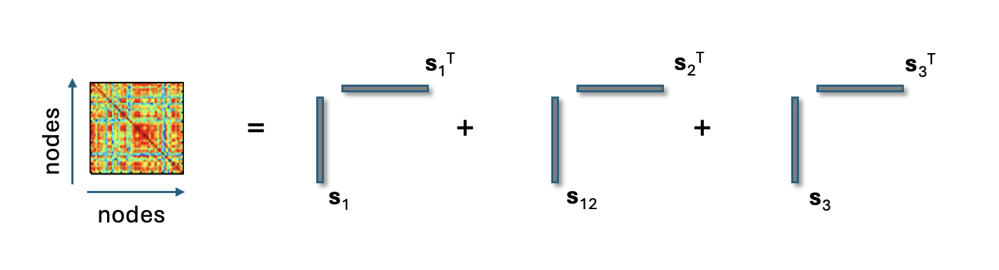 nodes
nodes
=
s₁ᵀ
s₁
+
s₂ᵀ
s₁₂
+
s₃ᵀ
s₃